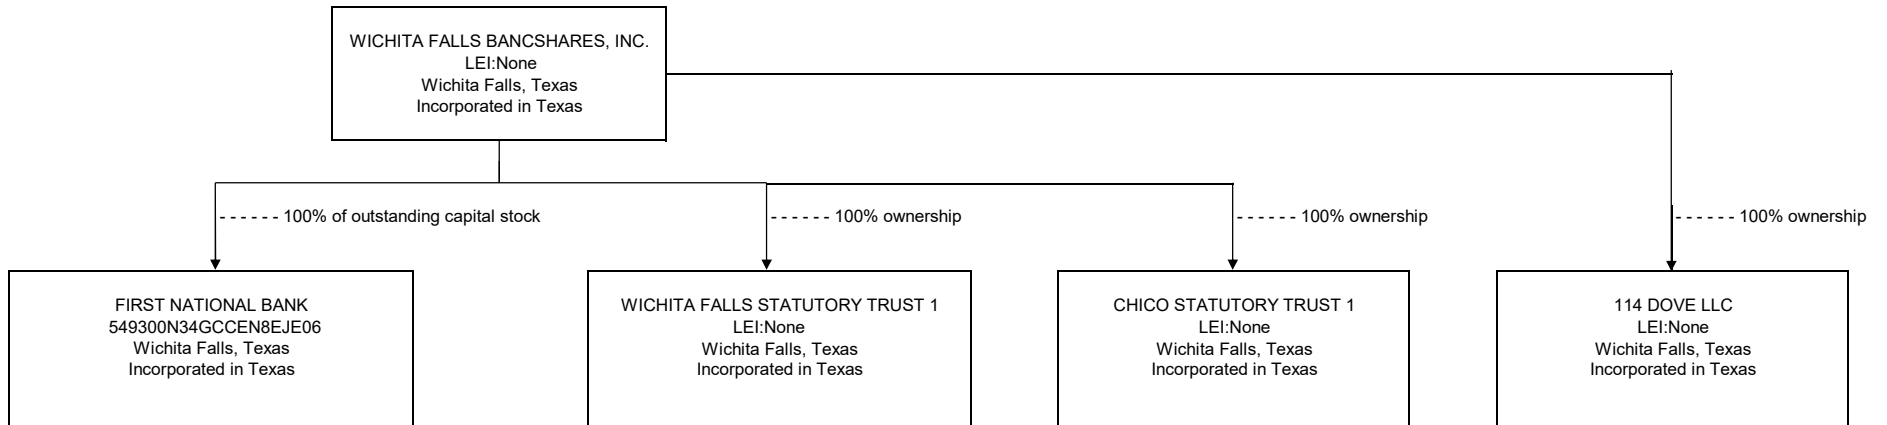 WICHITA FALLS BANCSHARES, INC.
LEI:None
Wichita Falls, Texas
Incorporated in Texas
- - - - - - 100% of outstanding capital stock
- - - - - - 100% ownership
- - - - - - 100% ownership
- - - - - - 100% ownership
FIRST NATIONAL BANK
549300N34GCCEN8EJE06
Wichita Falls, Texas
Incorporated in Texas
WICHITA FALLS STATUTORY TRUST 1
LEI:None
Wichita Falls, Texas
Incorporated in Texas
CHICO STATUTORY TRUST 1
LEI:None
Wichita Falls, Texas
Incorporated in Texas
114 DOVE LLC
LEI:None
Wichita Falls, Texas
Incorporated in Texas